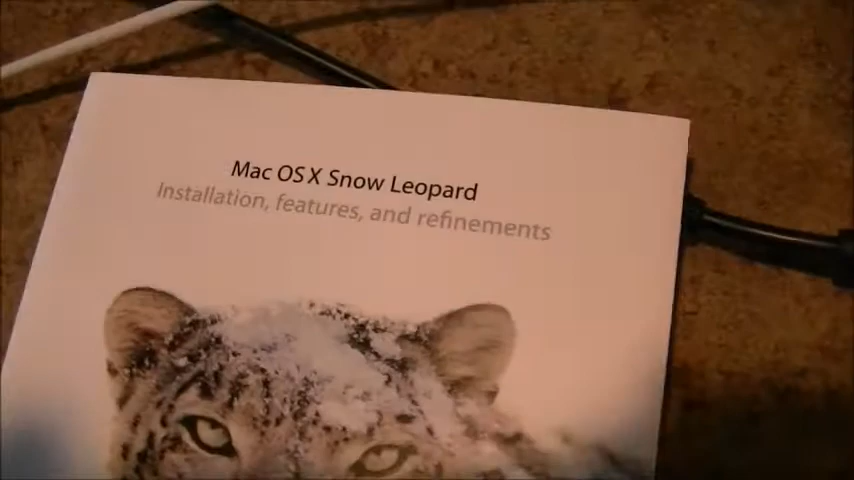 Mac OS X Snow Leopard
Installation, features, and refinements